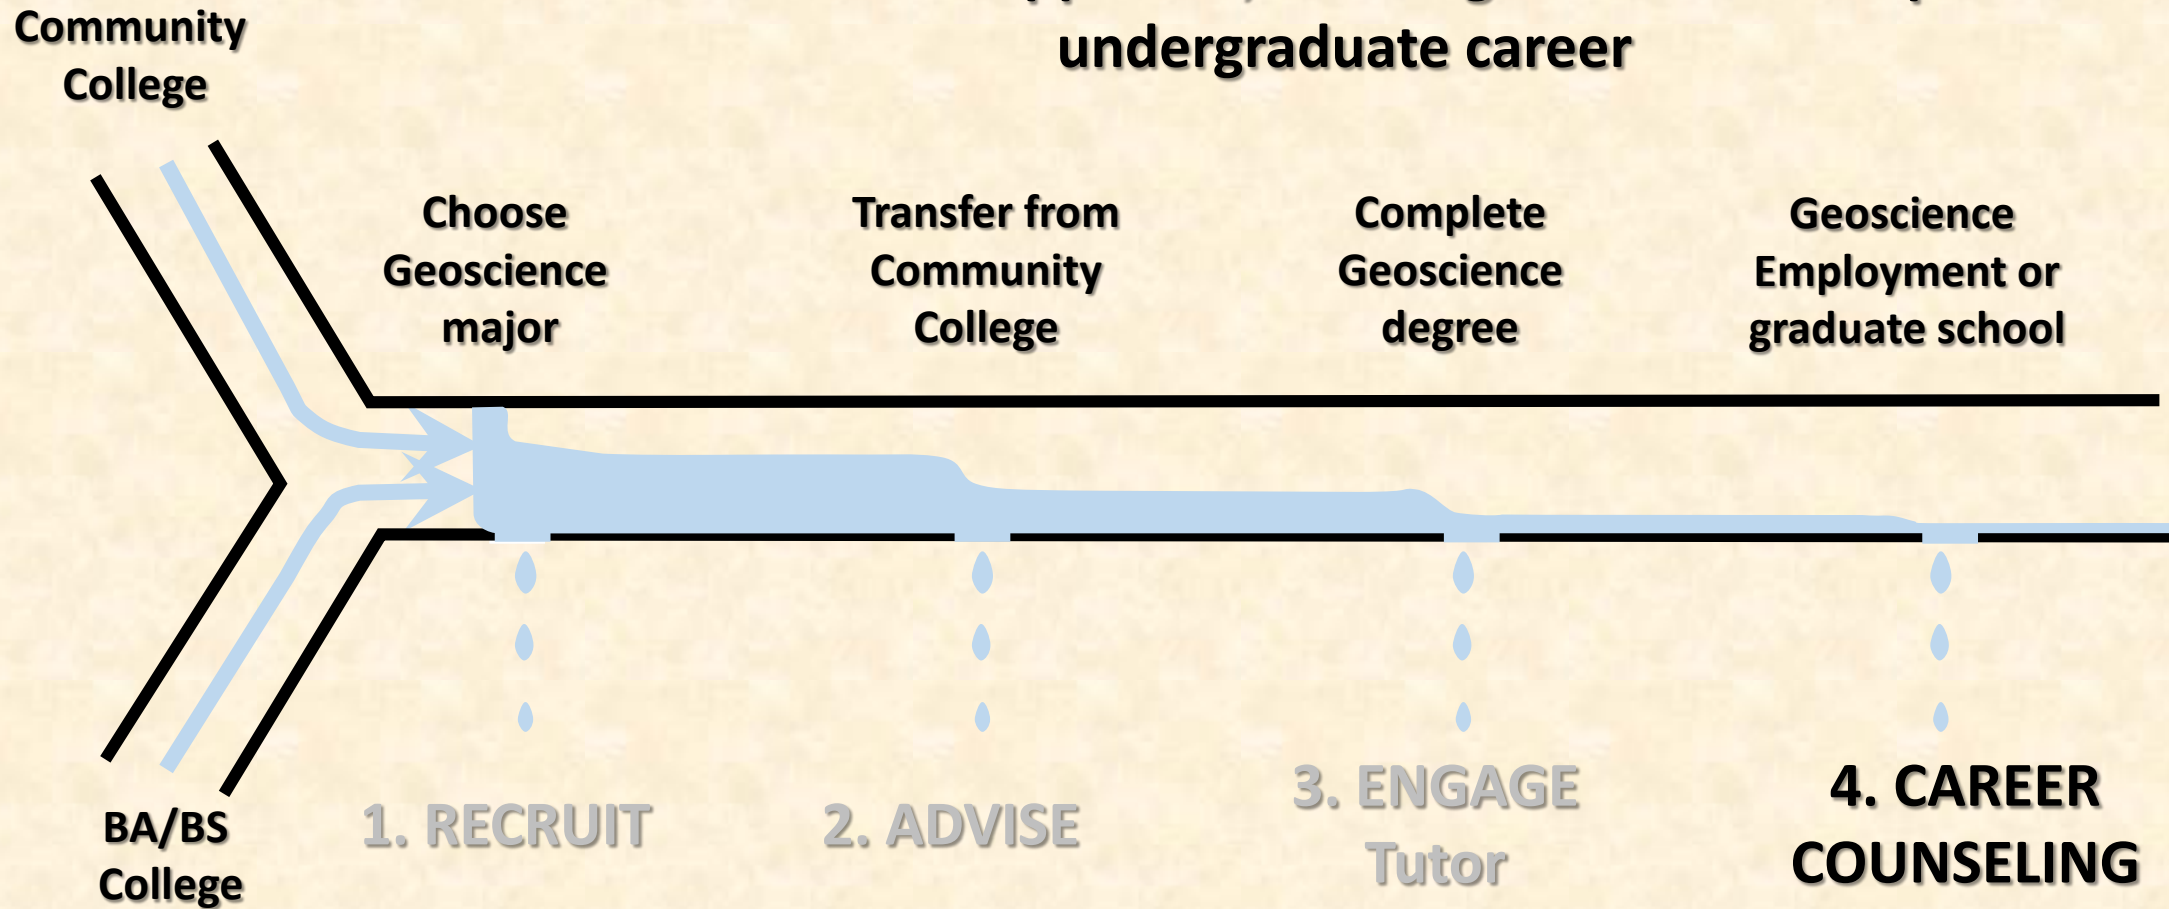 Community
College
undergraduate career
Choose
Geoscience
major
Transfer from
Community
College
Complete
Geoscience
degree
Geoscience
Employment or
graduate school
BA/BS
College
1. RECRUIT
2. ADVISE
3. ENGAGE
Tutor
4. CAREER
COUNSELING